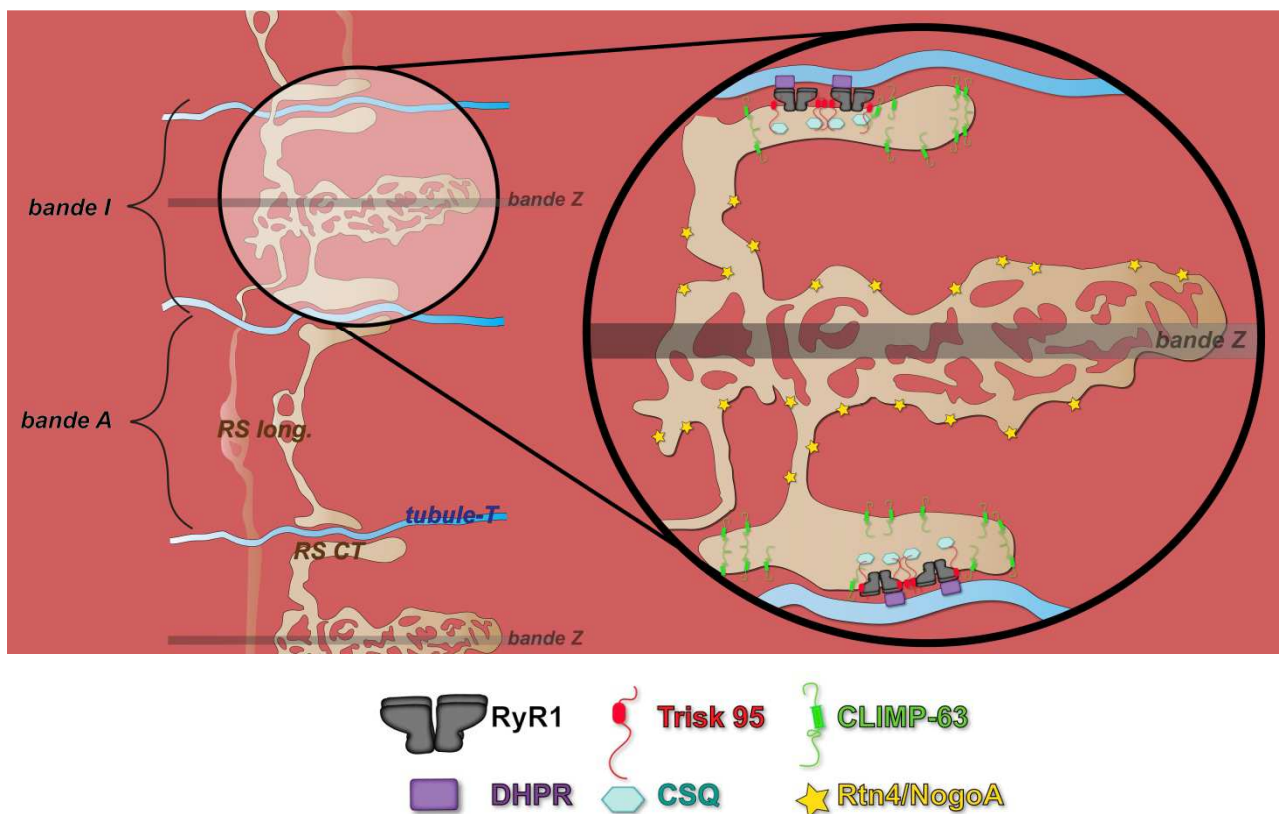 bande I
bande Z
bande Z
bande A
RS long.
tubule-T
RS CT
bande Z
RyR1
Trisk 95
CLIMP-63
DHPR
CSQ
Rtn4/NogoA